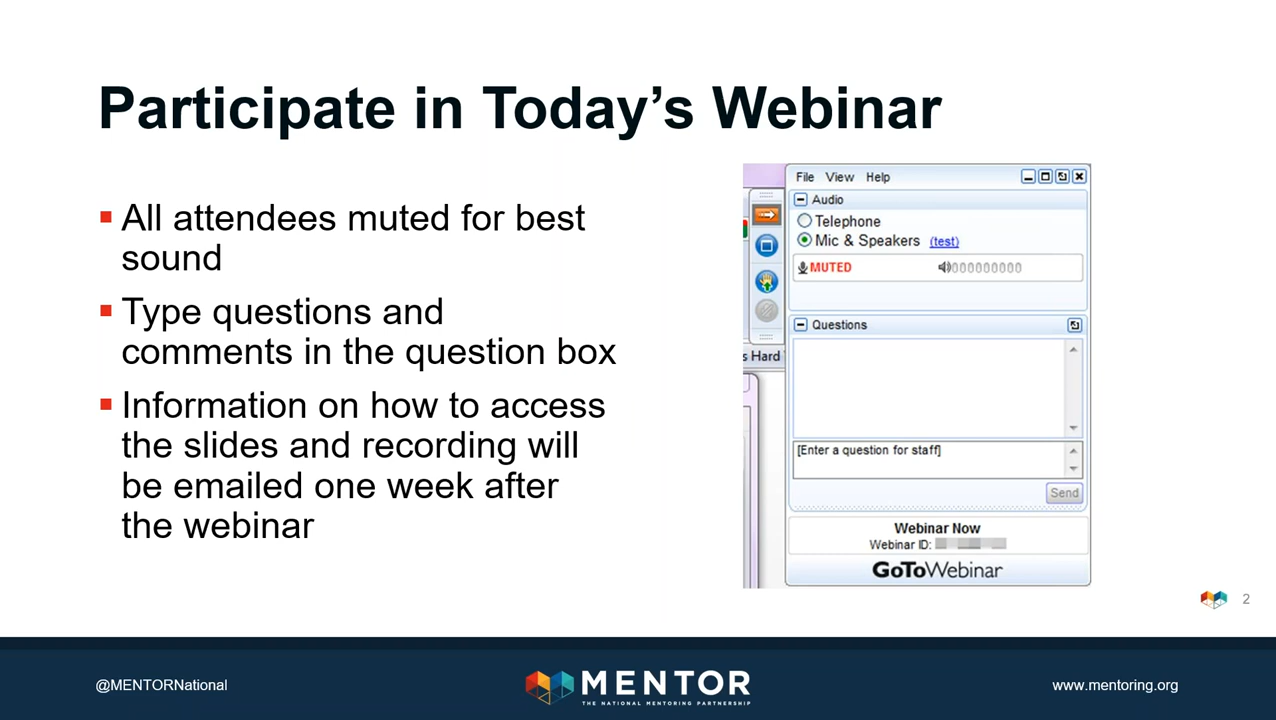 Participate in Today’s Webinar
All attendees muted for best
sound
Type questions and
comments in the question box
Information on how to access
the slides and recording will
be emailed one week after
the webinar
File View Help
Audio
Telephone
Mic & Speakers (test)
MUTED
Questions
s Hard
[Enter a question for staff]
Send
Webinar Now
Webinar ID:
GoToWebinar
2
@MENTORNational
MENTOR
THE NATIONAL MENTORING PARTNERSHIP
www.mentoring.org